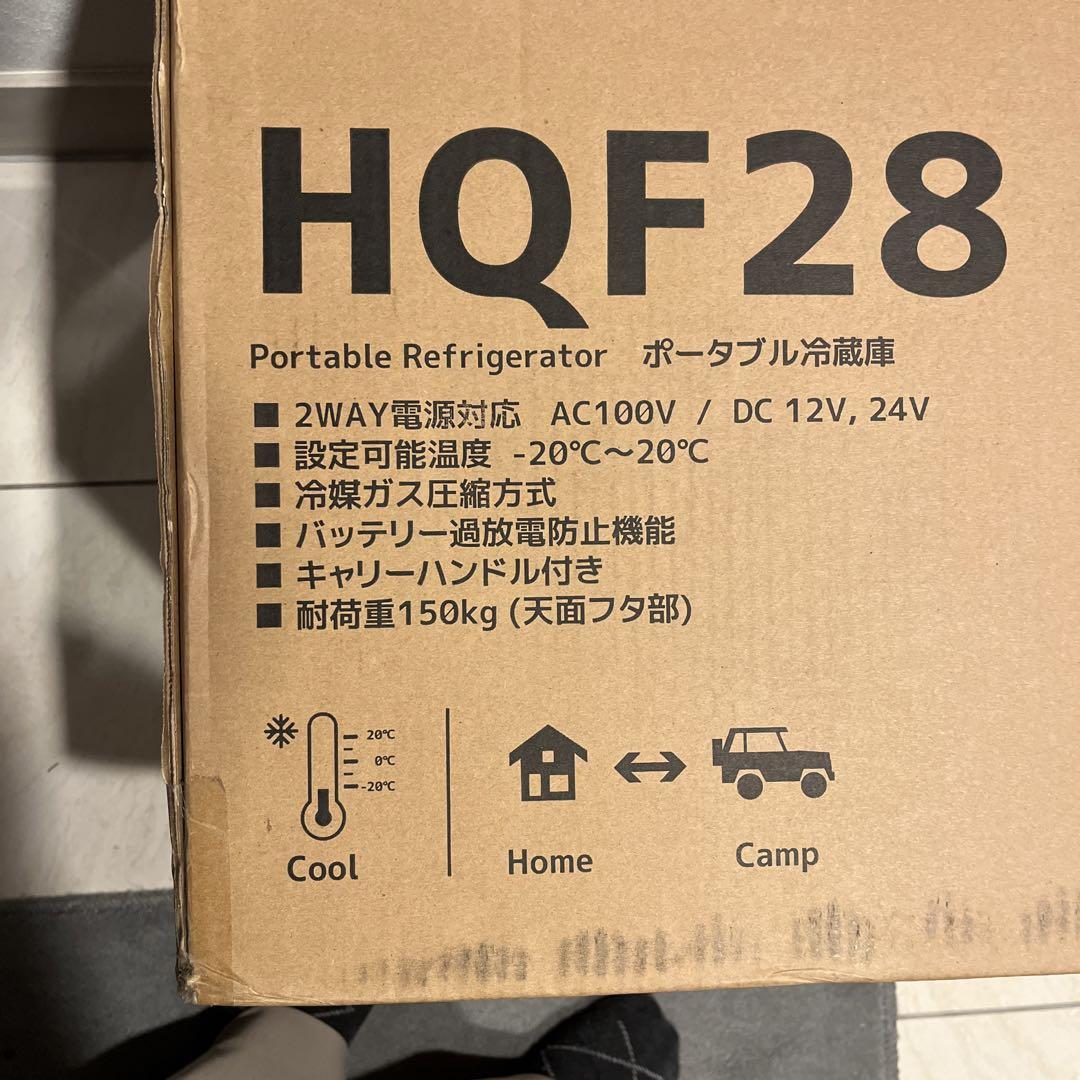 HQF28
Portable Refrigerator ポータブル冷蔵庫
■ 2WAY電源対応 AC100V / DC 12V, 24V
■ 設定可能温度 -20℃～20℃
■ 冷媒ガス圧縮方式
■ バッテリー過放電防止機能
■ キャリーハンドル付き
■ 耐荷重150kg (天面フタ部)
20℃
0℃
-20℃
Cool
Home
Camp